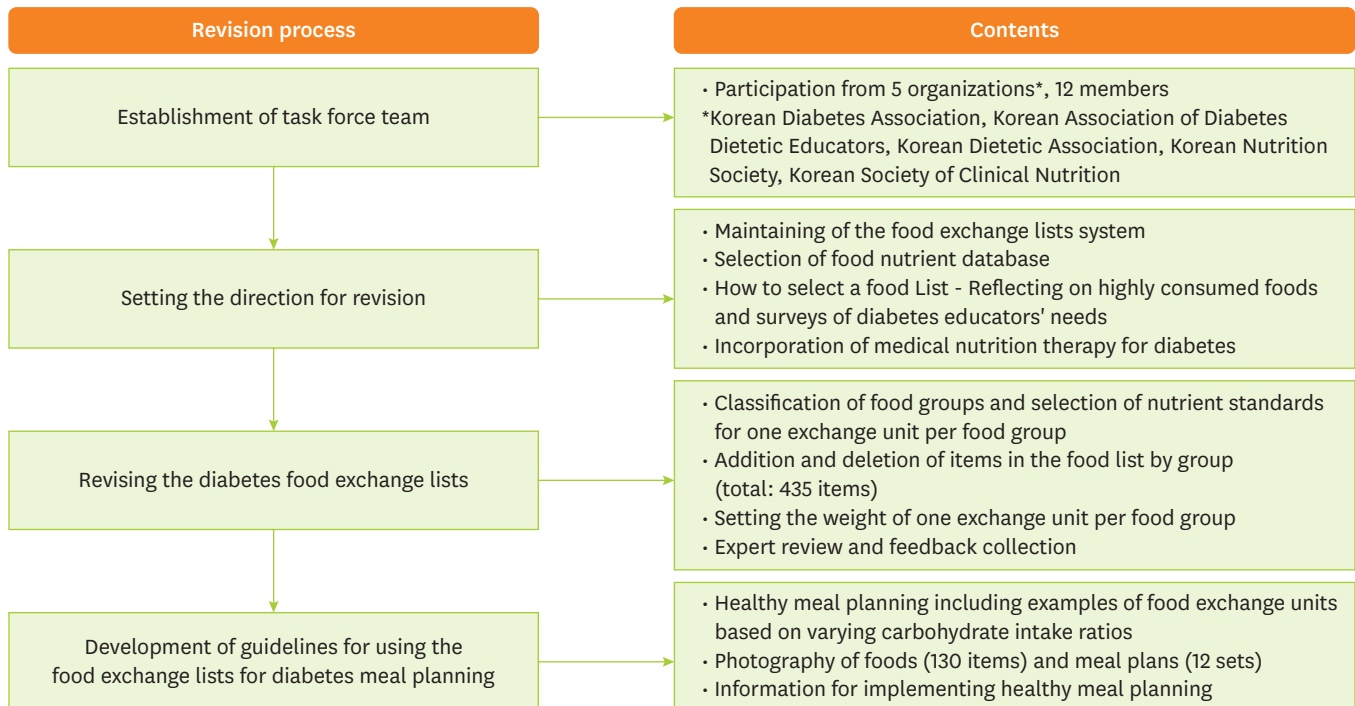 Revision process
Contents
Establishment of task force team
· Participation from 5 organizations*, 12 members
*Korean Diabetes Association, Korean Association of Diabetes
Dietetic Educators, Korean Dietetic Association, Korean Nutrition
Society, Korean Society of Clinical Nutrition
Setting the direction for revision
· Maintaining of the food exchange lists system
· Selection of food nutrient database
· How to select a food List - Reflecting on highly consumed foods
and surveys of diabetes educators' needs
· Incorporation of medical nutrition therapy for diabetes
Revising the diabetes food exchange lists
· Classification of food groups and selection of nutrient standards
for one exchange unit per food group
· Addition and deletion of items in the food list by group
(total: 435 items)
· Setting the weight of one exchange unit per food group
· Expert review and feedback collection
Development of guidelines for using the
food exchange lists for diabetes meal planning
· Healthy meal planning including examples of food exchange units
based on varying carbohydrate intake ratios
· Photography of foods (130 items) and meal plans (12 sets)
· Information for implementing healthy meal planning